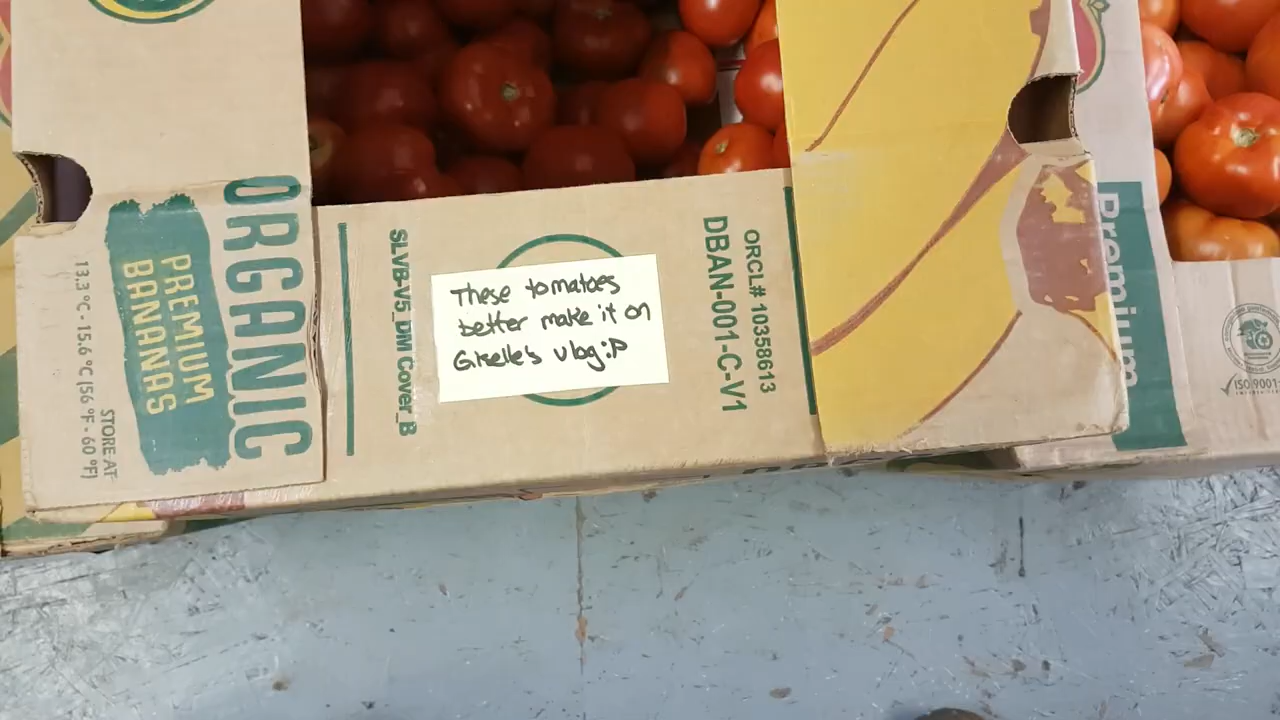 ORGANIC
PREMIUM
BANANAS
13.3 °C - 15.6 °C (56 °F - 60 °F)
STORE AT
SLVB-V5_DM Cover_B
These tomatoes
better make it on
Giselle's vlog :P
ORCL# 10358613
DBAN-001-C-V1
Premium
ISO 9001: